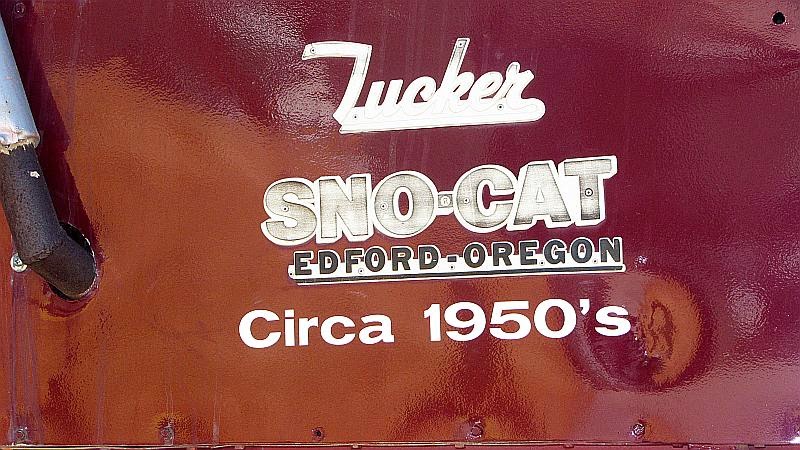 Tucker
SNO-CAT
EDFORD-OREGON
Circa 1950's